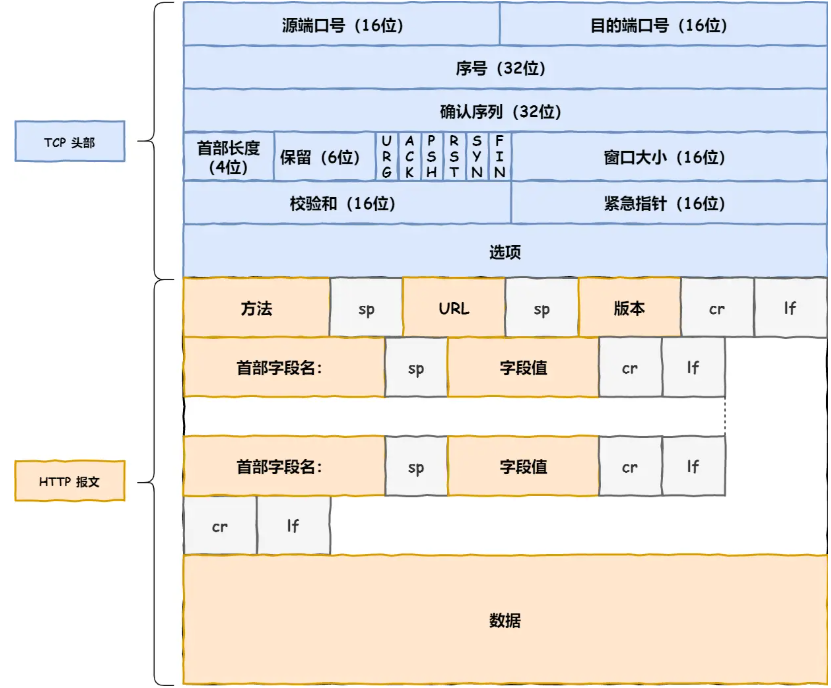 源端口号（16位）
目的端口号（16位）
序号（32位）
确认序列（32位）
TCP 头部
首部长度
（4位）
保留（6位）
URG
ACK
PSH
RST
SYN
FIN
窗口大小（16位）
校验和（16位）
紧急指针（16位）
选项
方法
sp
URL
sp
版本
cr
lf
首部字段名：
sp
字段值
cr
lf
HTTP 报文
首部字段名：
sp
字段值
cr
lf
cr
lf
数据